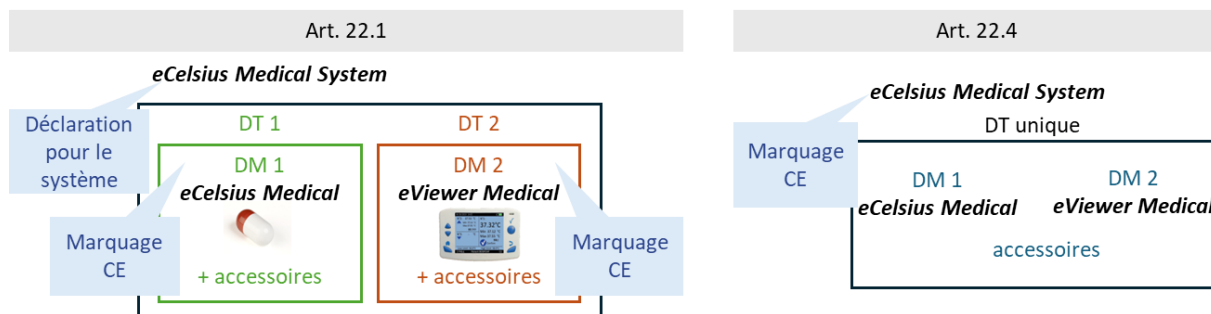 Art. 22.1
eCelsius Medical System
Déclaration
pour le
système
DT 1
DT 2
DM 1
eCelsius Medical
DM 2
eViewer Medical
37.32°C
Marquage
CE
+ accessoires
+ accessoires
Marquage
CE
Art. 22.4
eCelsius Medical System
DT unique
Marquage
CE
DM 1
eCelsius Medical
DM 2
eViewer Medical
accessoires